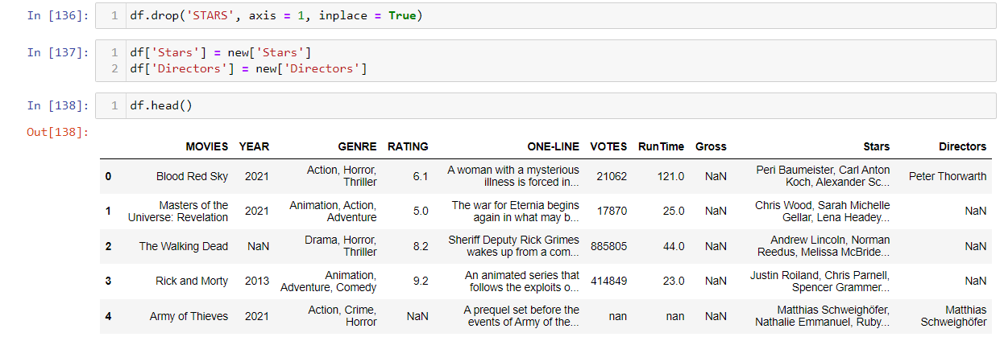 In [136]: 1 df.drop('STARS', axis = 1, inplace = True)
In [137]: 1 df['Stars'] = new['Stars']
2 df['Directors'] = new['Directors']
In [138]: 1 df.head()
Out[138]:
MOVIES YEAR GENRE RATING ONE-LINE VOTES RunTime Gross Stars Directors
0 Blood Red Sky 2021 Action, Horror, Thriller 6.1 A woman with a mysterious illness is forced in... 21062 121.0 NaN Peri Baumeister, Carl Anton Koch, Alexander Sc... Peter Thorwarth
1 Masters of the Universe: Revelation 2021 Animation, Action, Adventure 5.0 The war for Eternia begins again in what may b... 17870 25.0 NaN Chris Wood, Sarah Michelle Gellar, Lena Headey... NaN
2 The Walking Dead NaN Drama, Horror, Thriller 8.2 Sheriff Deputy Rick Grimes wakes up from a com... 885805 44.0 NaN Andrew Lincoln, Norman Reedus, Melissa McBride... NaN
3 Rick and Morty 2013 Animation, Adventure, Comedy 9.2 An animated series that follows the exploits o... 414849 23.0 NaN Justin Roiland, Chris Parnell, Spencer Grammer... NaN
4 Army of Thieves 2021 Action, Crime, Horror NaN A prequel set before the events of Army of the... nan nan NaN Matthias Schweighöfer, Nathalie Emmanuel, Ruby... Matthias Schweighöfer